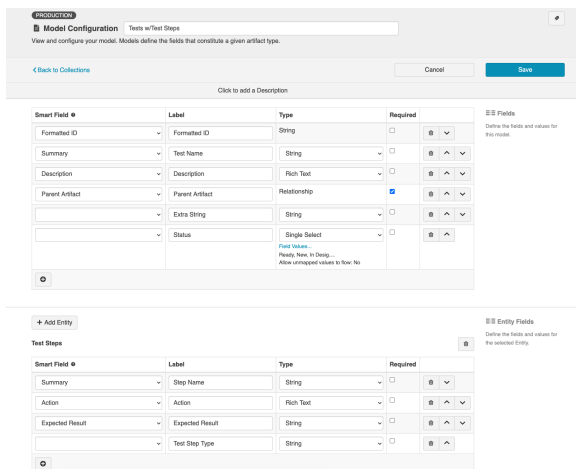 PRODUCTION
Model Configuration Tests w/Test Steps
View and configure your model. Models define the fields that constitute a given artifact type.
Back to Collections Cancel Save
Click to add a Description
Smart Field Label Type Required
Formatted ID Formatted ID String
Summary Test Name String
Description Description Rich Text
Parent Artifact Parent Artifact Relationship
Extra String String
Status Single Select
Field Values...
Ready, New, In Desig....
Allow unmapped values to flow: No
Fields
Define the fields and values for
this model.
+ Add Entity
Test Steps
Smart Field Label Type Required
Summary Step Name String
Action Action Rich Text
Expected Result Expected Result String
Test Step Type String
Entity Fields
Define the fields and values for
the selected Entity.